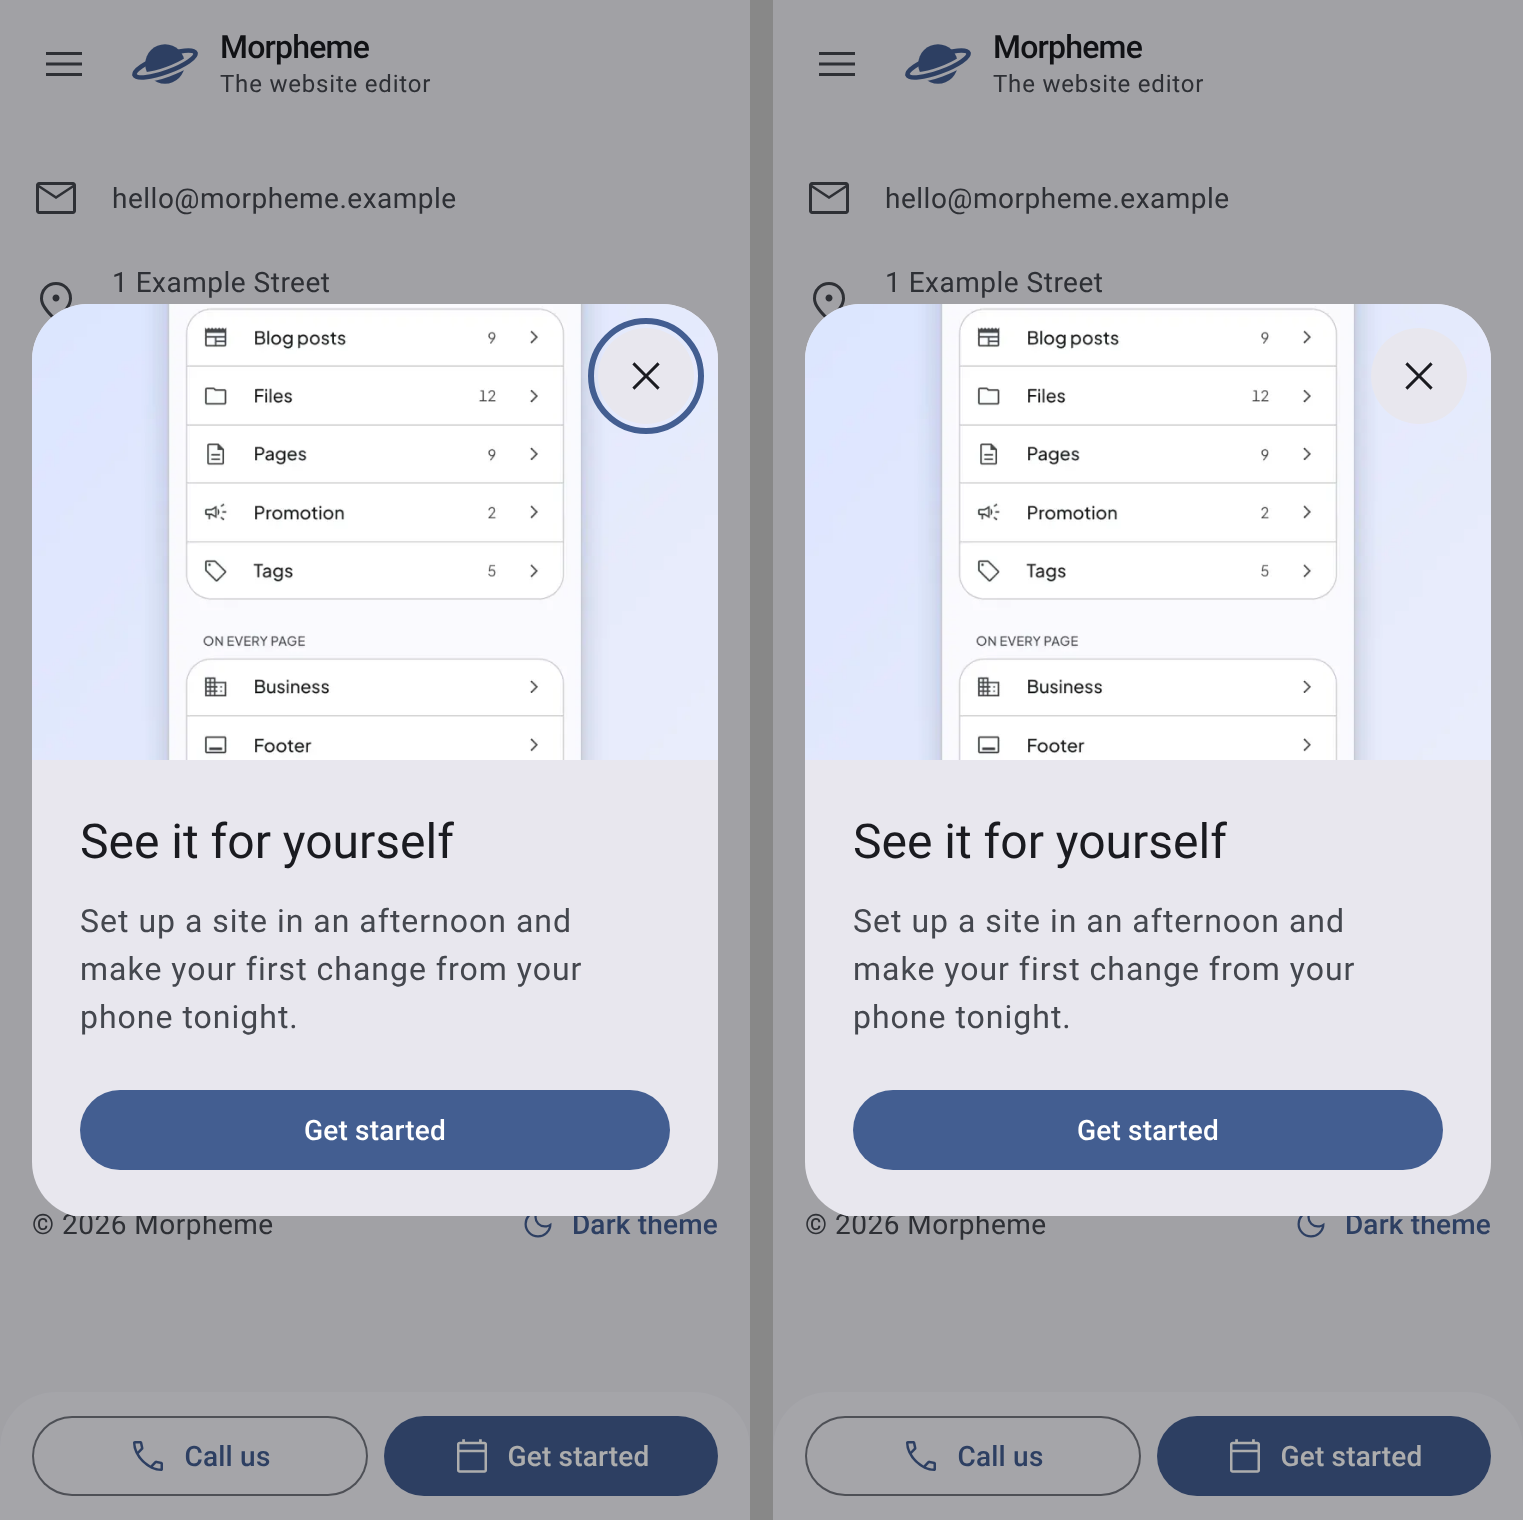 Morpheme
The website editor
hello@morpheme.example
1 Example Street
Blog posts 9
Files 12
Pages 9
Promotion 2
Tags 5
ON EVERY PAGE
Business
Footer
See it for yourself
Set up a site in an afternoon and
make your first change from your
phone tonight.
Get started
© 2026 Morpheme Dark theme
Call us Get started
Morpheme
The website editor
hello@morpheme.example
1 Example Street
Blog posts 9
Files 12
Pages 9
Promotion 2
Tags 5
ON EVERY PAGE
Business
Footer
See it for yourself
Set up a site in an afternoon and
make your first change from your
phone tonight.
Get started
© 2026 Morpheme Dark theme
Call us Get started